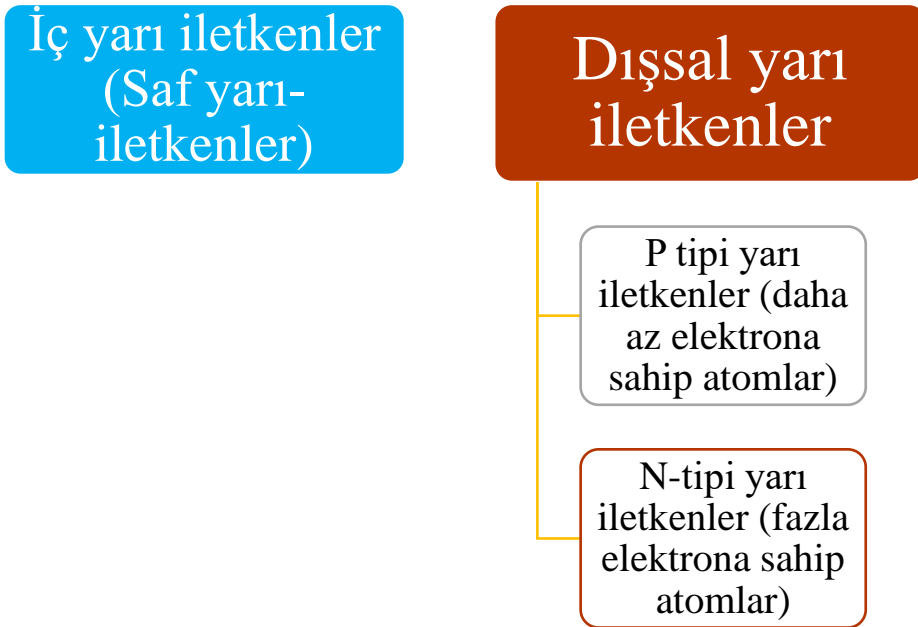 İç yarı iletkenler
(Saf yarı-
iletkenler)
Dışsal yarı
iletkenler
P tipi yarı
iletkenler (daha
az elektrona
sahip atomlar)
N-tipi yarı
iletkenler (fazla
elektrona sahip
atomlar)